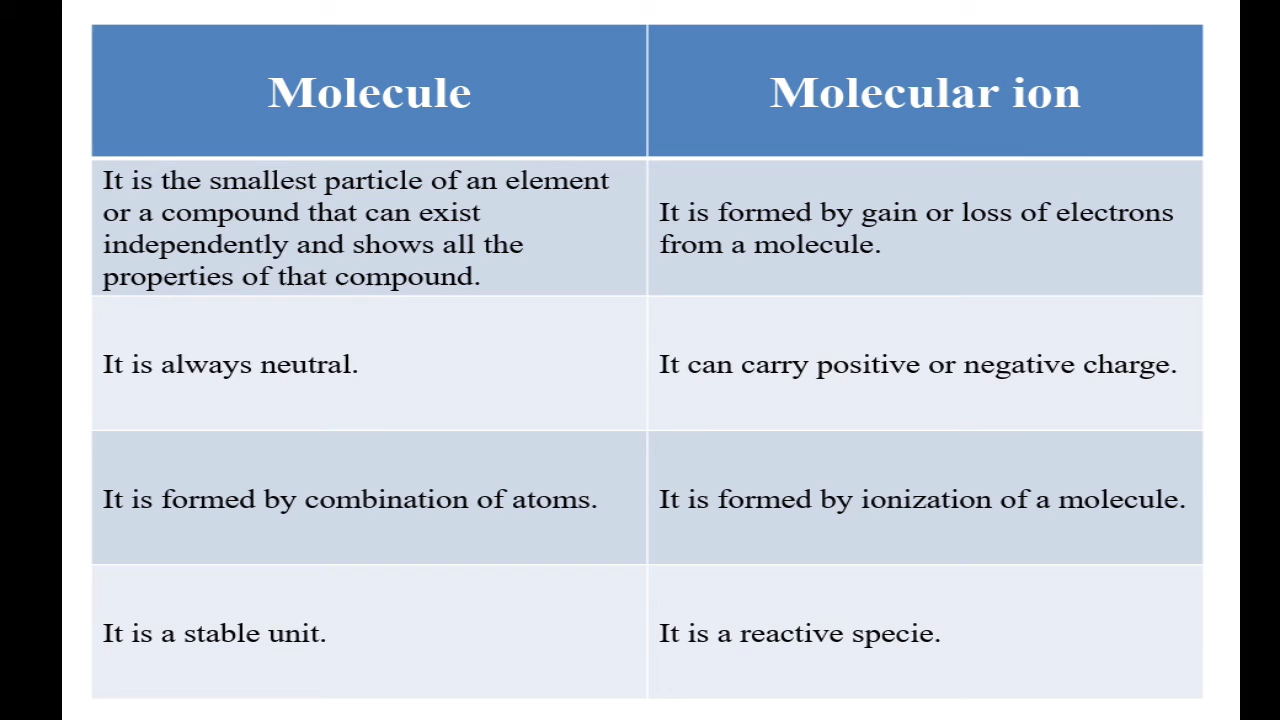 Molecule
Molecular ion
It is the smallest particle of an element
or a compound that can exist
independently and shows all the
properties of that compound.
It is formed by gain or loss of electrons
from a molecule.
It is always neutral.
It can carry positive or negative charge.
It is formed by combination of atoms.
It is formed by ionization of a molecule.
It is a stable unit.
It is a reactive specie.